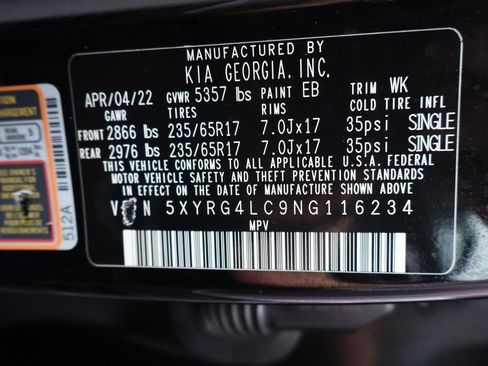 MANUFACTURED BY
KIA GEORGIA, INC.
APR/04/22 GVWR 5357 lbs PAINT EB TRIM WK
GAWR TIRES RIMS COLD TIRE INFL
FRONT 2866 lbs 235/65R17 7.0Jx17 35psi SINGLE
REAR 2976 lbs 235/65R17 7.0Jx17 35psi SINGLE
THIS VEHICLE CONFORMS TO ALL APPLICABLE U.S.A. FEDERAL
MOTOR VEHICLE SAFETY AND THEFT PREVENTION STANDARDS
IN EFFECT ON THE DATE OF MANUFACTURE SHOWN ABOVE
V N 5XYRG4LC9NG116234
MPV
512A